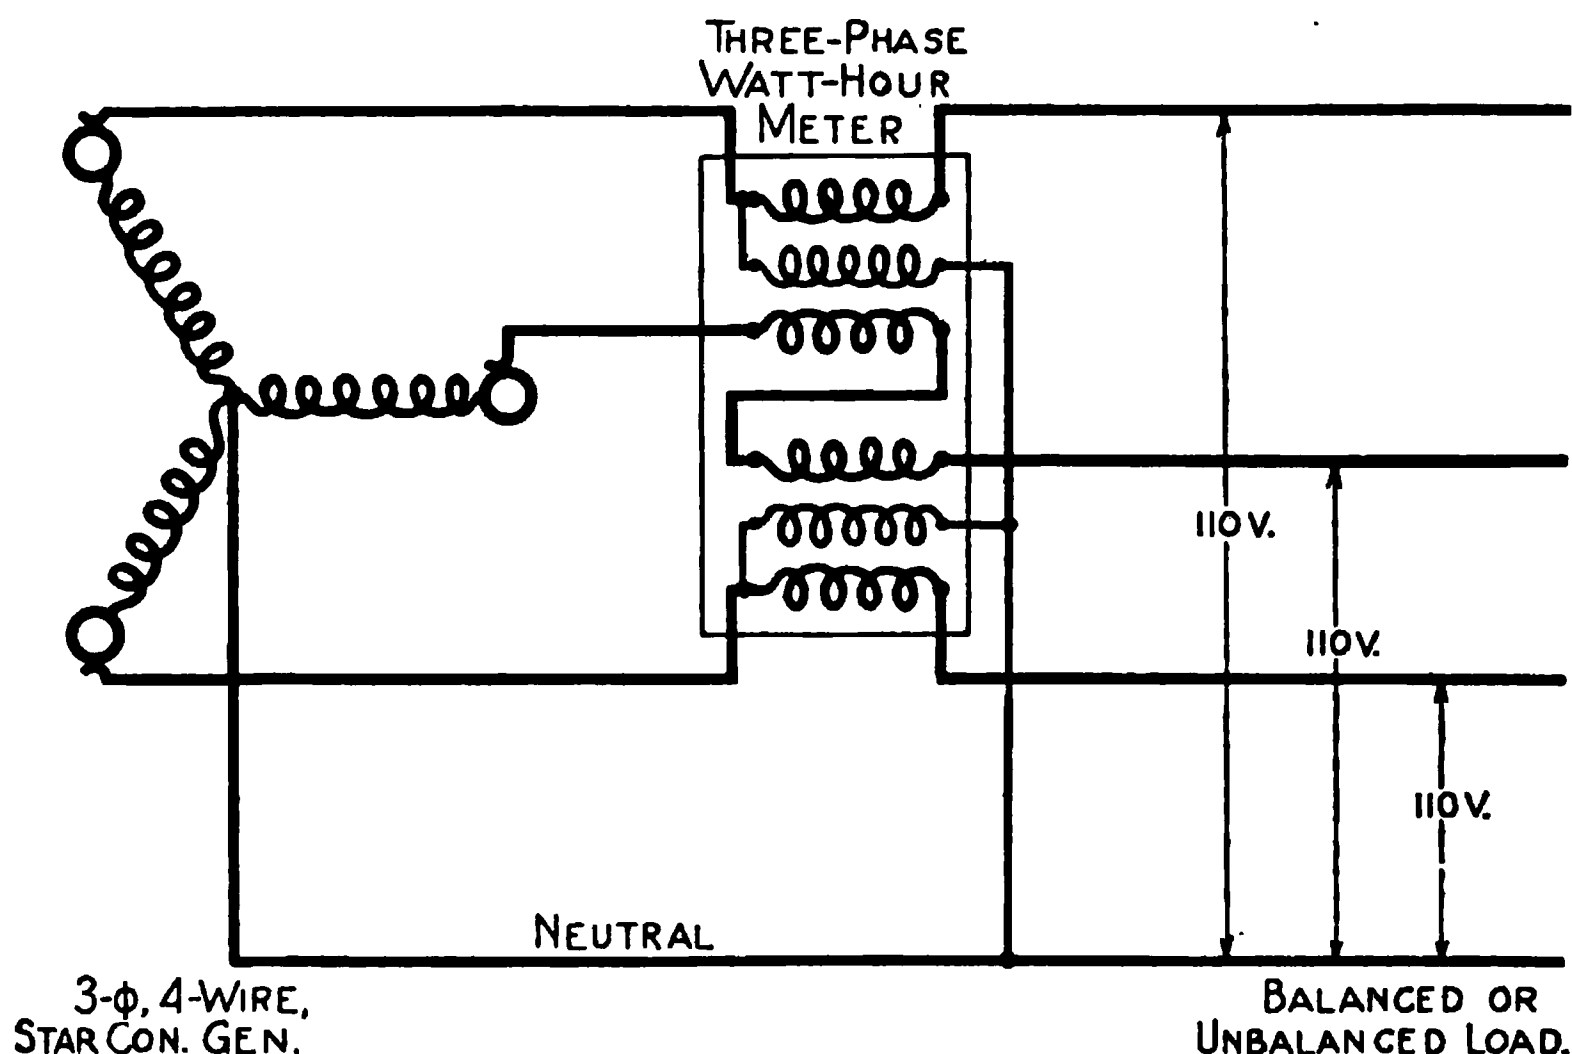 THREE-PHASE
WATT-HOUR
METER
110V.
110V.
110V.
NEUTRAL
3-ϕ, 4-WIRE,
STAR CON. GEN.
BALANCED OR
UNBALANCED LOAD.